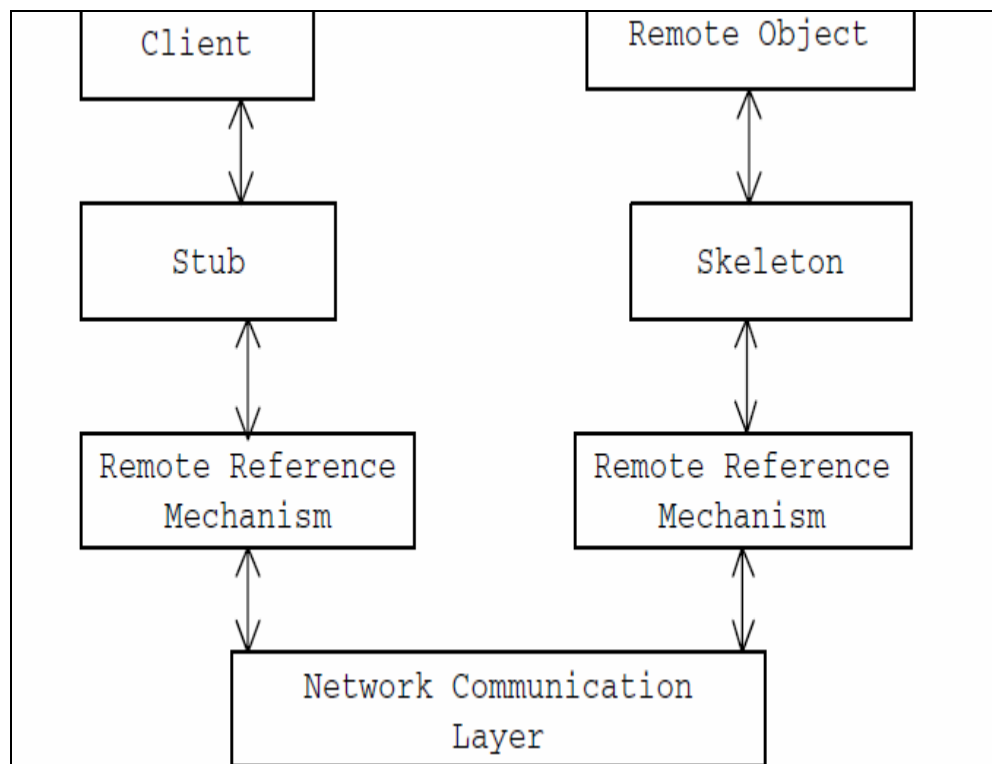 Client
Remote Object
Stub
Skeleton
Remote Reference
Mechanism
Remote Reference
Mechanism
Network Communication
Layer